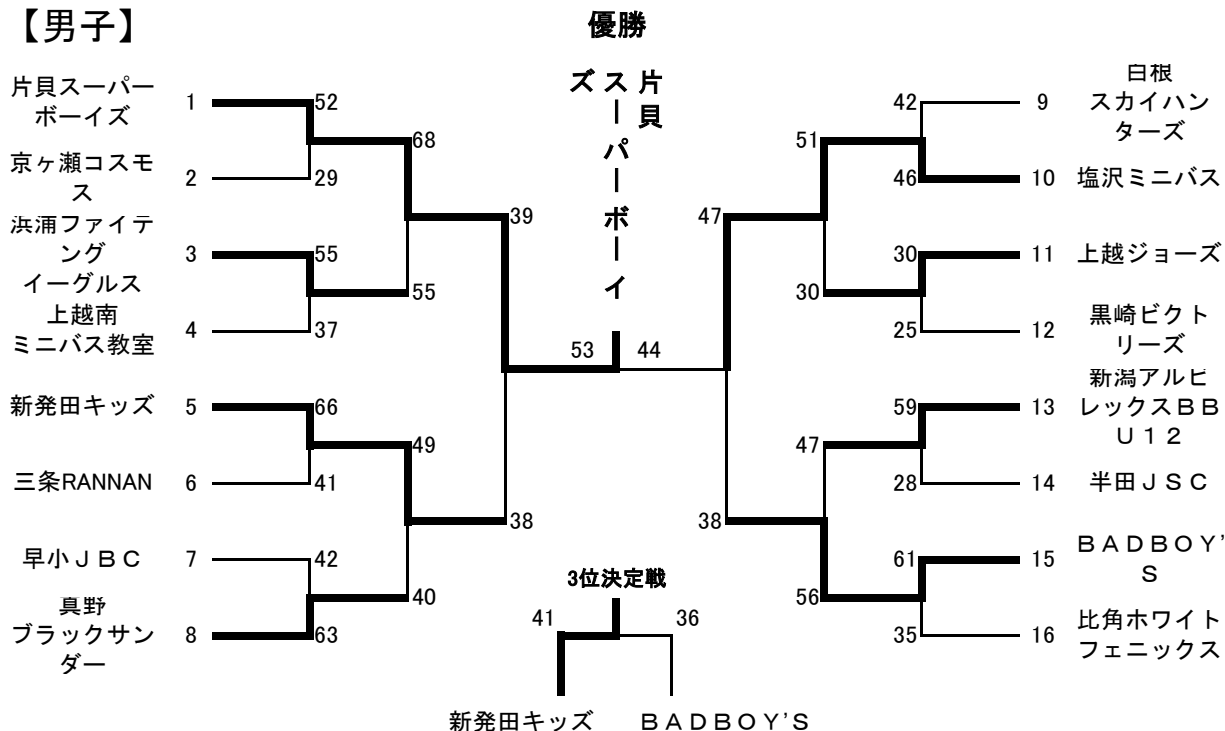 【男子】
優勝
片貝
スーパーボーイ
ズ
片貝スーパー
ボーイズ
1
52
68
京ヶ瀬コスモ
ス
2
29
39
浜浦ファイティ
ング
イーグルス
3
55
55
上越南
ミニバス教室
4
37
53
44
新発田キッズ
5
66
49
三条RANNAN
6
41
38
早小ＪＢＣ
7
42
40
真野
ブラックサン
ダー
8
63
42
9
白根
スカイハン
ターズ
51
46
10
塩沢ミニバス
47
30
11
上越ジョーズ
30
25
12
黒崎ビクト
リーズ
59
13
新潟アルビ
レックスＢＢ
Ｕ１２
47
28
14
半田ＪＳＣ
38
61
15
ＢＡＤＢＯＹ'
Ｓ
56
35
16
比角ホワイト
フェニックス
3位決定戦
41
36
新発田キッズ
ＢＡＤＢＯＹ'Ｓ